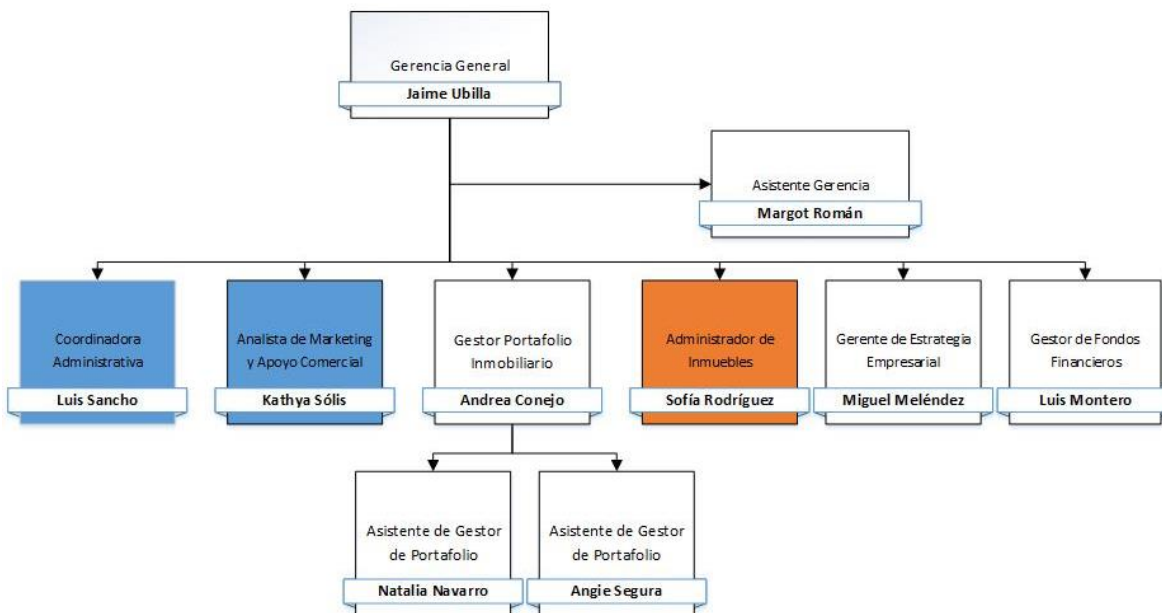 Gerencia General
Jaime Ubilla
Asistente Gerencia
Margot Román
Coordinadora
Administrativa
Luis Sancho
Analista de Marketing
y Apoyo Comercial
Kathya Sólis
Gestor Portafolio
Inmobiliario
Andrea Conejo
Administrador de
Inmuebles
Sofía Rodríguez
Gerente de Estrategia
Empresarial
Miguel Meléndez
Gestor de Fondos
Financieros
Luis Montero
Asistente de Gestor
de Portafolio
Natalia Navarro
Asistente de Gestor
de Portafolio
Angie Segura